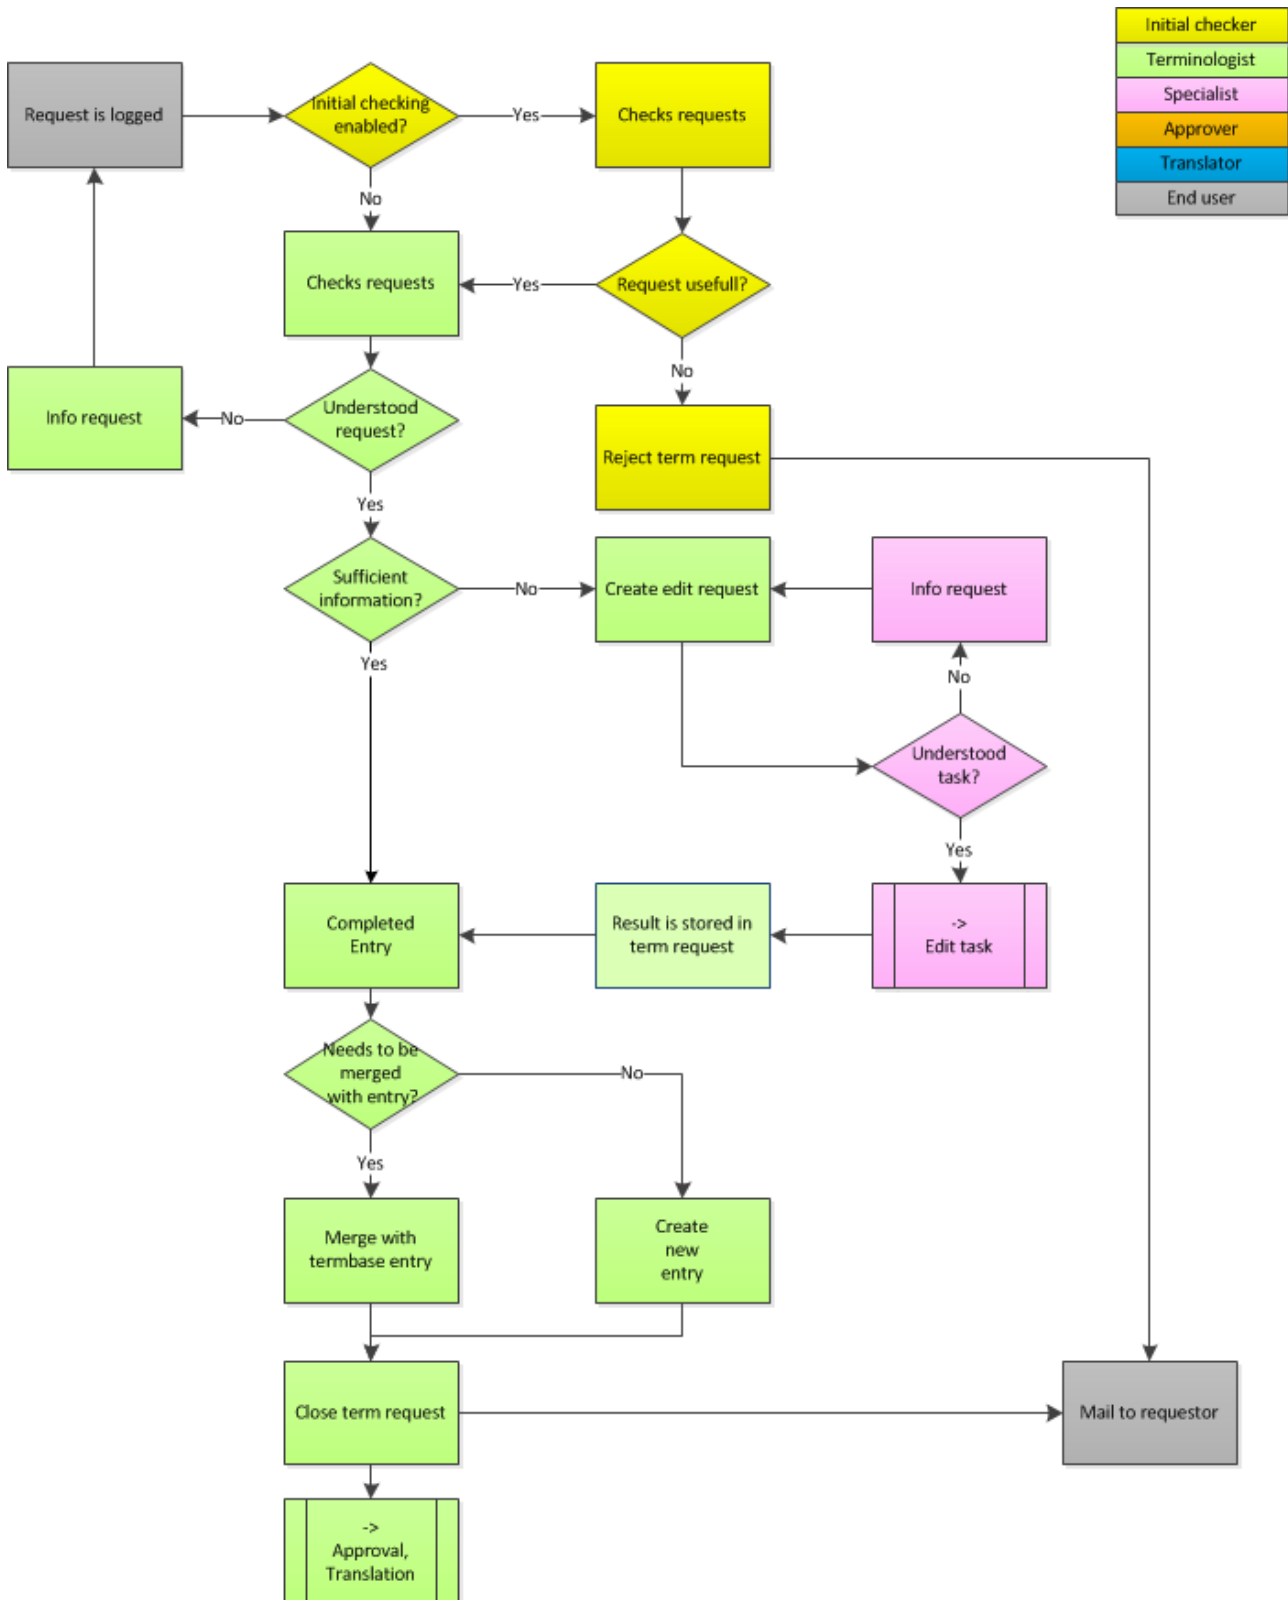 Initial checker
Terminologist
Specialist
Approver
Translator
End user
Request is logged
Initial checking
enabled?
Yes
Checks requests
No
Checks requests
Yes
Request usefull?
No
Info request
No
Understood
request?
Reject term request
Yes
Sufficient
information?
No
Create edit request
Info request
Yes
No
Understood
task?
Yes
Completed
Entry
Result is stored in
term request
->
Edit task
Needs to be
merged
with entry?
No
Yes
Merge with
termbase entry
Create
new
entry
Close term request
Mail to requestor
->
Approval,
Translation